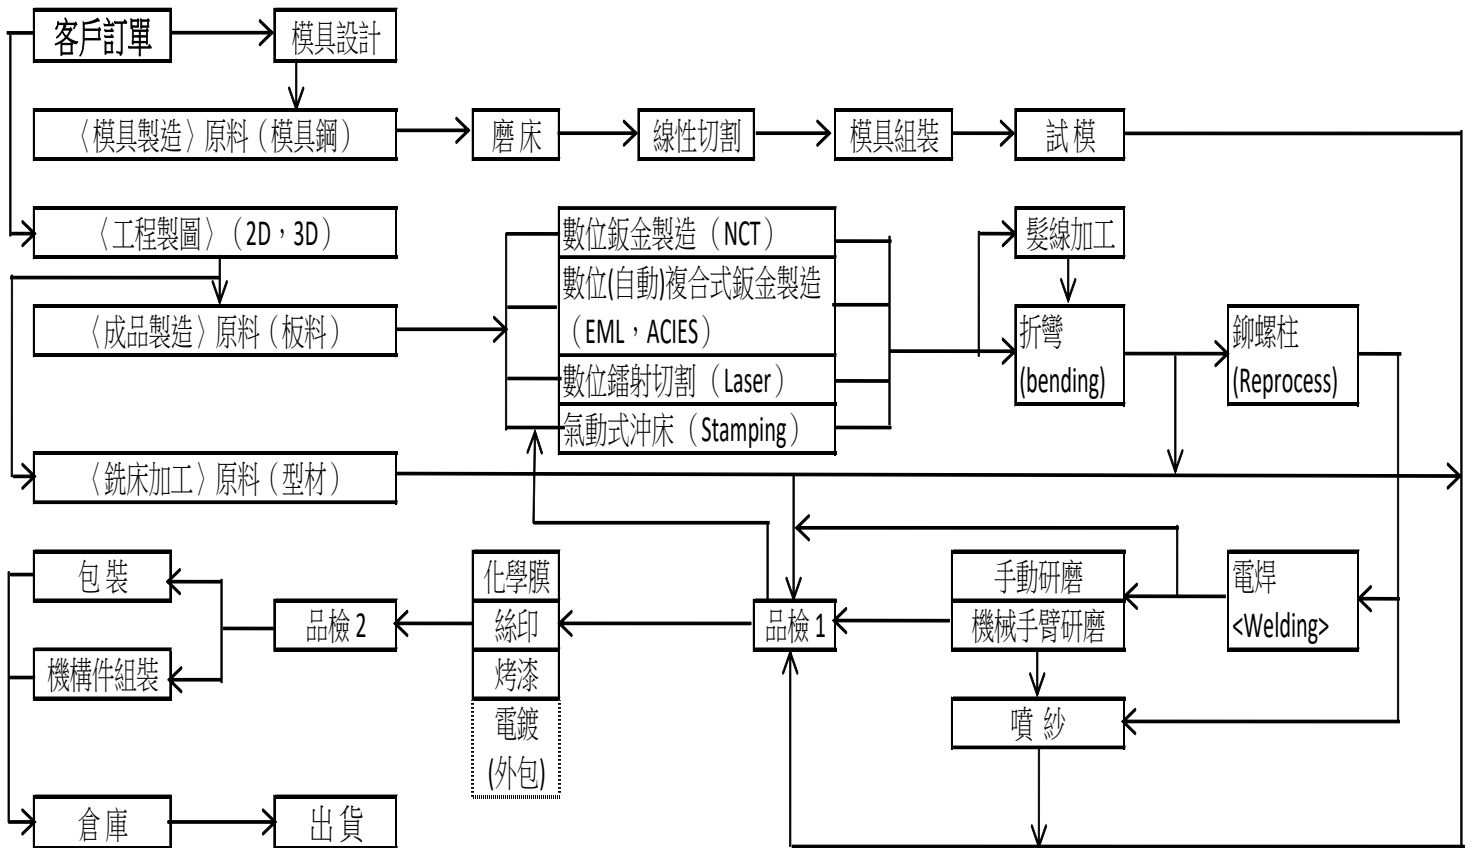 客戶訂單
模具設計
〈模具製造〉原料（模具鋼）
磨床
線性切割
模具組裝
試模
〈工程製圖〉（2D，3D）
數位鈑金製造（NCT）
髮線加工
數位(自動)複合式鈑金製造
（EML，ACIES）
〈成品製造〉原料（板料）
折彎
(bending)
鉚螺柱
(Reprocess)
數位鐳射切割（Laser）
氣動式沖床（Stamping）
〈銑床加工〉原料（型材）
包裝
機構件組裝
品檢 2
化學膜
絲印
烤漆
電鍍
(外包)
品檢 1
手動研磨
機械手臂研磨
電焊
<Welding>
噴紗
倉庫
出貨